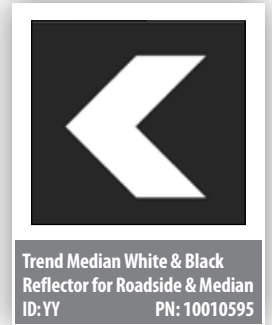 Trend Median White & Black
Reflector for Roadside & Median
ID: YY PN: 10010595